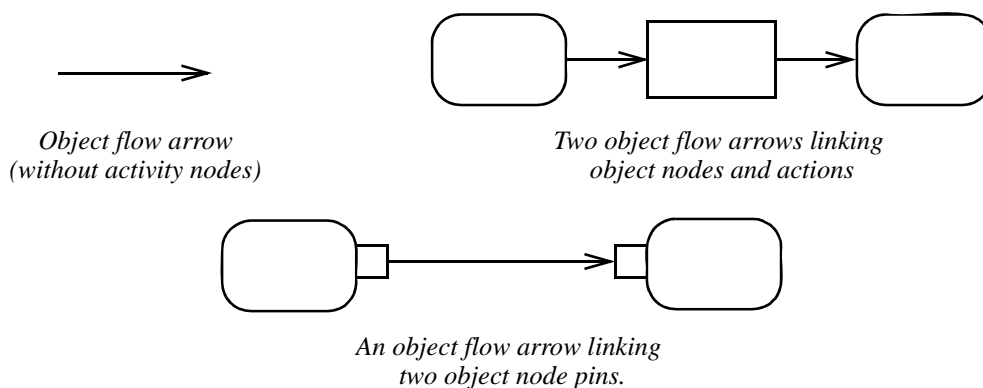 Object flow arrow
(without activity nodes)
Two object flow arrows linking
object nodes and actions
An object flow arrow linking
two object node pins.